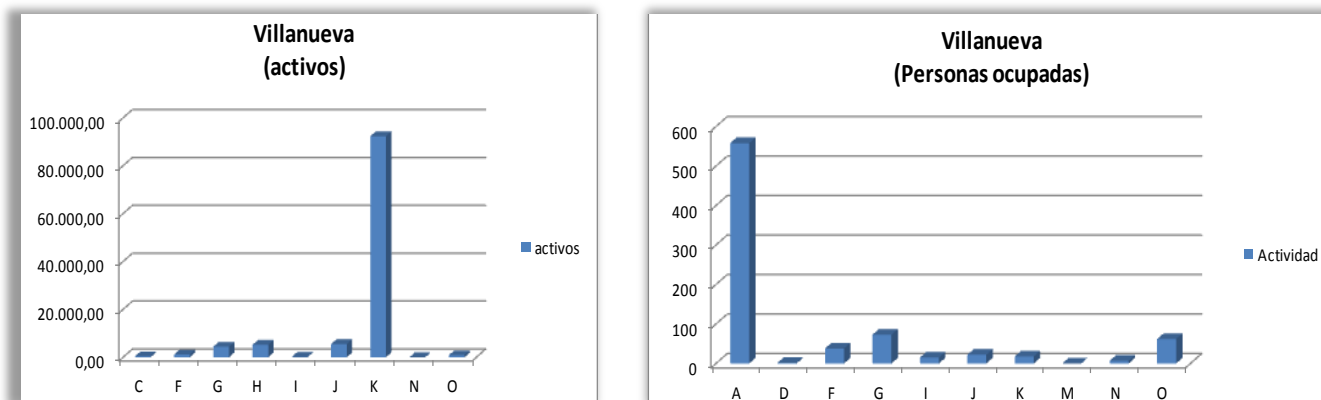 Villanueva
(activos)
100.000,00
80.000,00
60.000,00
40.000,00
20.000,00
0,00
C F G H I J K N O
activos
Villanueva
(Personas ocupadas)
600
500
400
300
200
100
0
A D F G I J K M N O
Actividad